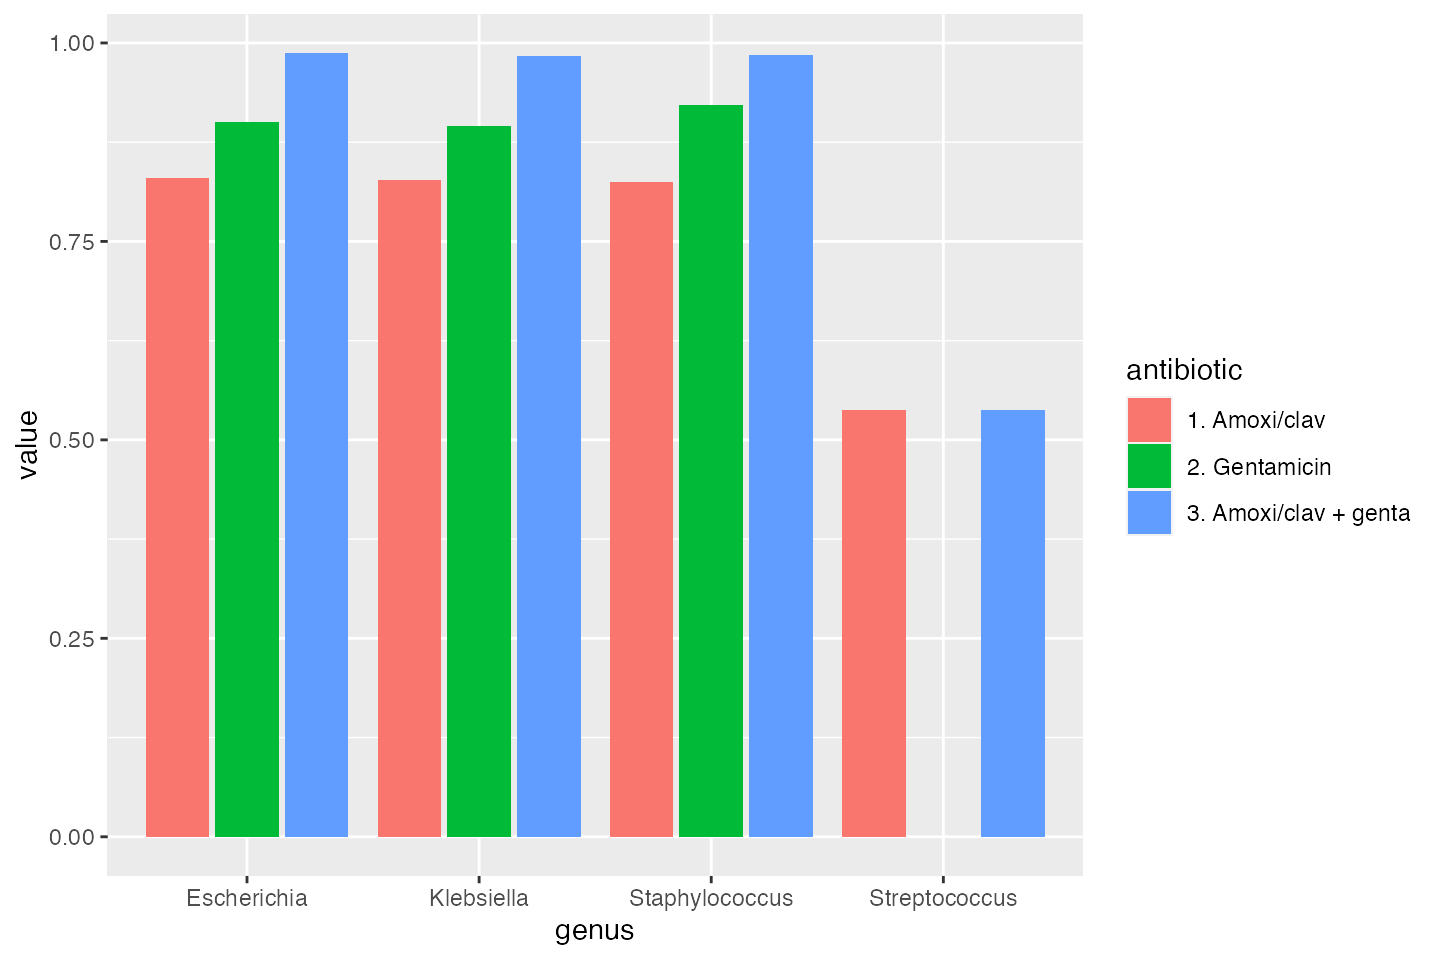 1.00
0.75
0.50
0.25
0.00
value
Escherichia
Klebsiella
Staphylococcus
Streptococcus
genus
antibiotic
1. Amoxi/clav
2. Gentamicin
3. Amoxi/clav + genta